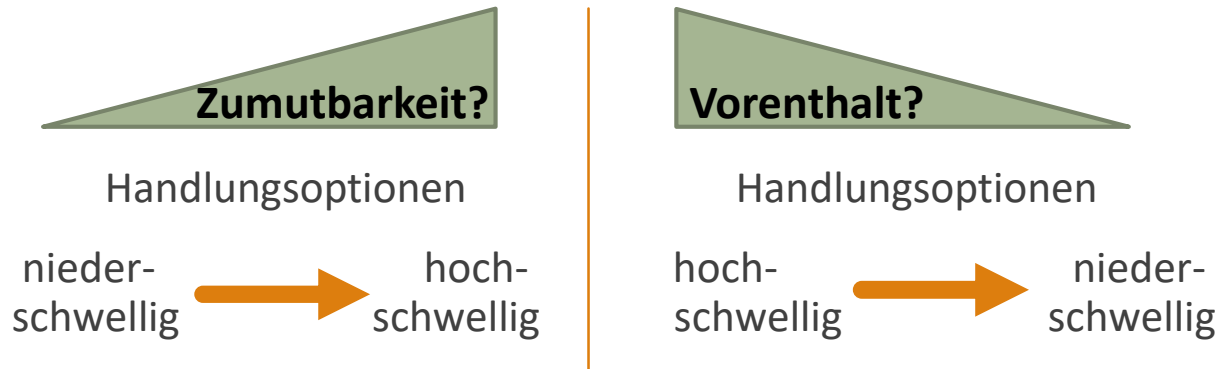 Zumutbarkeit?
Handlungsoptionen
nieder-
schwellig
hoch-
schwellig
Vorenthalt?
Handlungsoptionen
hoch-
schwellig
nieder-
schwellig